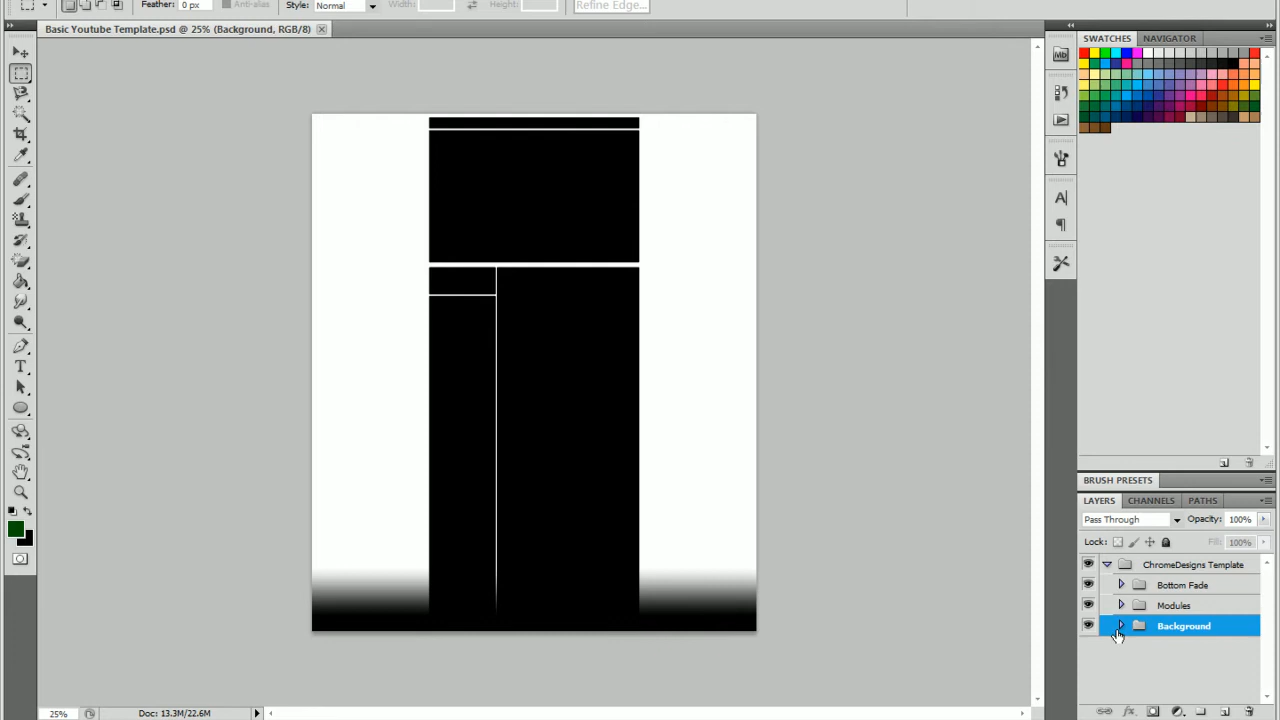 Feather: 0 px Anti-alias Style: Normal Width: Height: Refine Edge...
Basic Youtube Template.psd @ 25% (Background, RGB/8)
SWATCHES NAVIGATOR
BRUSH PRESETS
LAYERS CHANNELS PATHS
Pass Through Opacity: 100%
Lock: Fill: 100%
ChromeDesigns Template
Bottom Fade
Modules
Background
25% Doc: 13.3M/22.6M